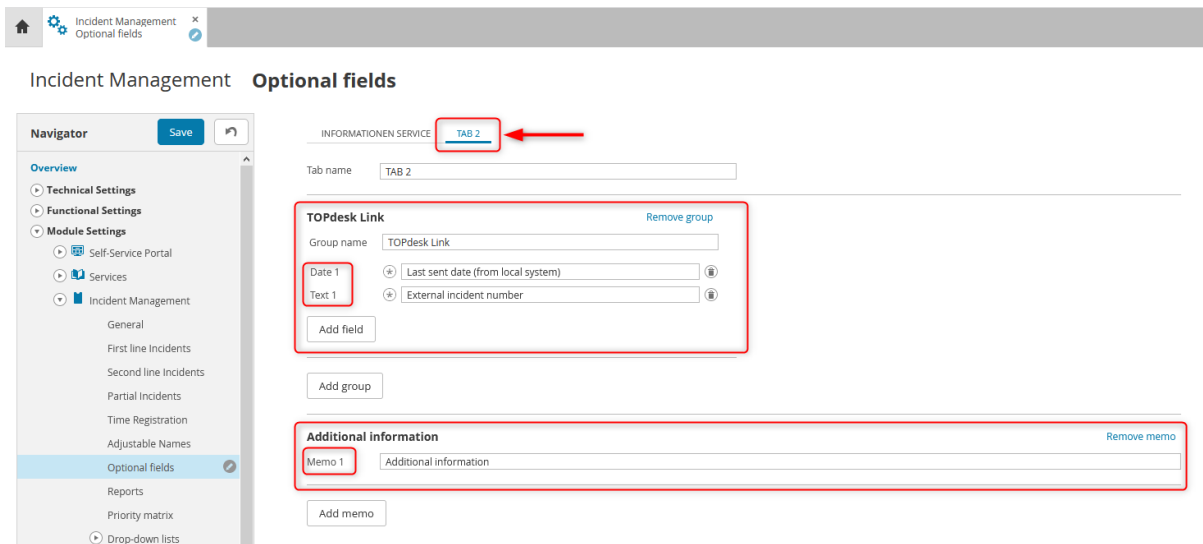 Incident Management
Optional fields
Incident Management Optional fields
Navigator
Save
Overview
Technical Settings
Functional Settings
Module Settings
Self-Service Portal
Services
Incident Management
General
First line Incidents
Second line Incidents
Partial Incidents
Time Registration
Adjustable Names
Optional fields
Reports
Priority matrix
Drop-down lists
INFORMATIONEN SERVICE TAB 2
Tab name TAB 2
TOPdesk Link Remove group
Group name TOPdesk Link
Date 1 Last sent date (from local system)
Text 1 External incident number
Add field
Add group
Additional information Remove memo
Memo 1 Additional information
Add memo